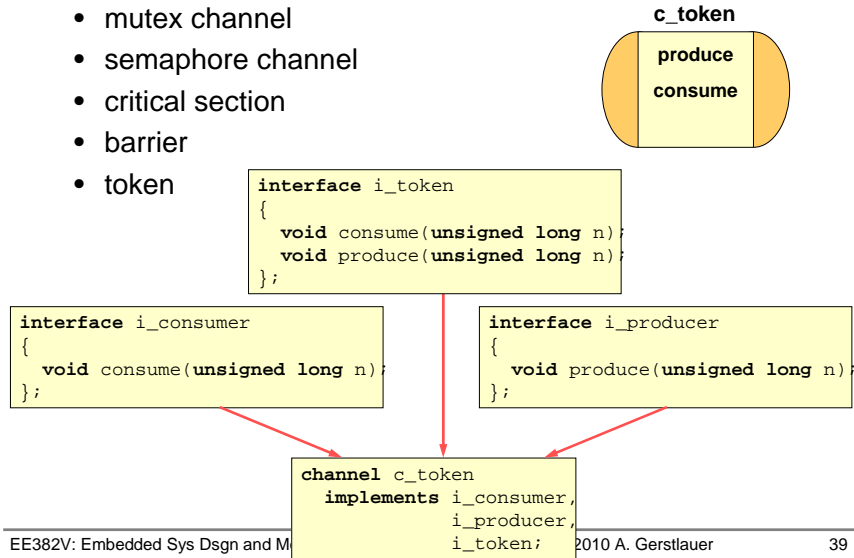 • mutex channel
• semaphore channel
• critical section
• barrier
• token
c_token
produce
consume
interface i_token
{
void consume(unsigned long n);
void produce(unsigned long n);
};
interface i_consumer
{
void consume(unsigned long n);
};
interface i_producer
{
void produce(unsigned long n);
};
channel c_token
implements i_consumer,
i_producer,
i_token;
EE382V: Embedded Sys Dsgn and 2010 A. Gerstlauer 39